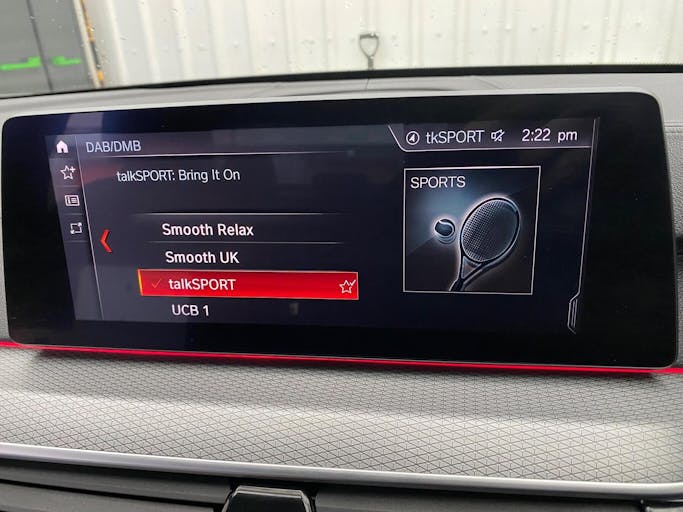 DAB/DMB
tkSPORT
2:22 pm
talkSPORT: Bring It On
SPORTS
Smooth Relax
Smooth UK
talkSPORT
UCB 1